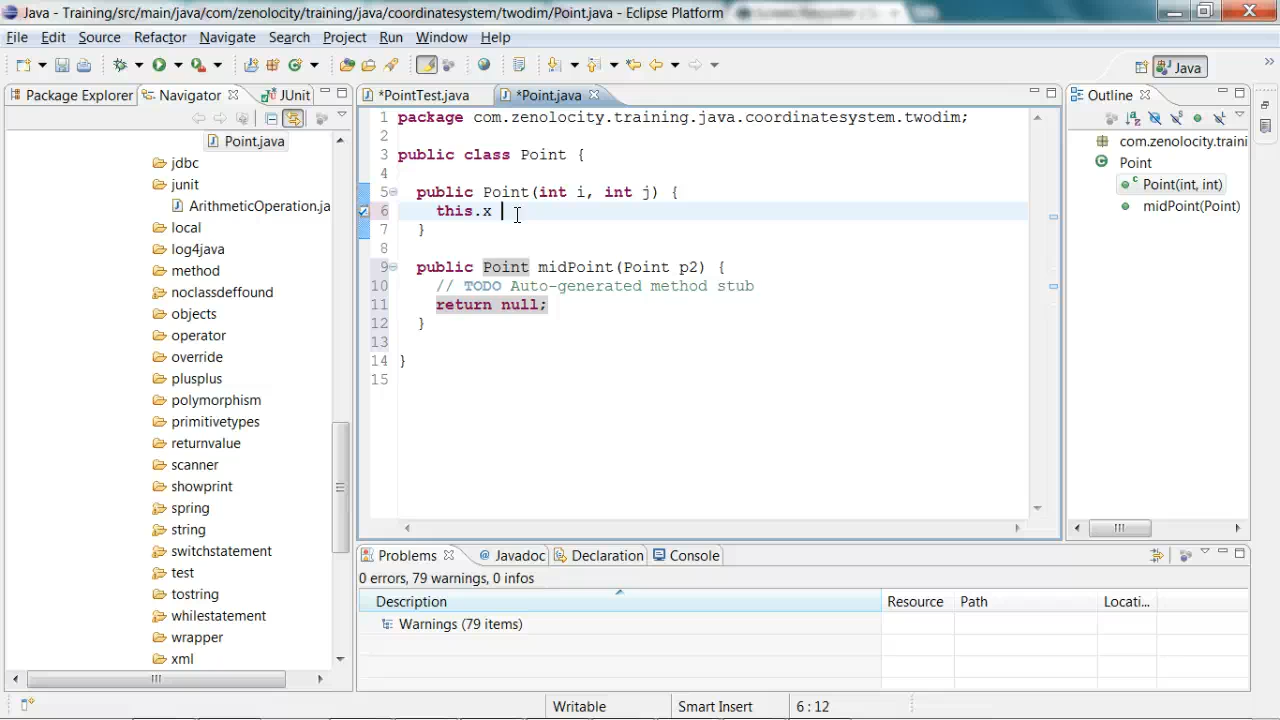 Java - Training/src/main/java/com/zenolocity/training/java/coordinatesystem/twodim/Point.java - Eclipse Platform
File Edit Source Refactor Navigate Search Project Run Window Help
Java
Package Explorer Navigator JUnit
*PointTest.java *Point.java
Outline
Point.java
jdbc
junit
ArithmeticOperation.ja
local
log4java
method
noclassdeffound
objects
operator
override
plusplus
polymorphism
primitivetypes
returnvalue
scanner
showprint
spring
string
switchstatement
test
tostring
whilestatement
wrapper
xml
1 package com.zenolocity.training.java.coordinatesystem.twodim;
2
3 public class Point {
4
5 public Point(int i, int j) {
6 this.x
7 }
8
9 public Point midPoint(Point p2) {
10 // TODO Auto-generated method stub
11 return null;
12 }
13
14 }
15
com.zenolocity.traini
Point
Point(int, int)
midPoint(Point)
Problems @ Javadoc Declaration Console
0 errors, 79 warnings, 0 infos
Description Resource Path Locati...
Warnings (79 items)
Writable Smart Insert 6 : 12